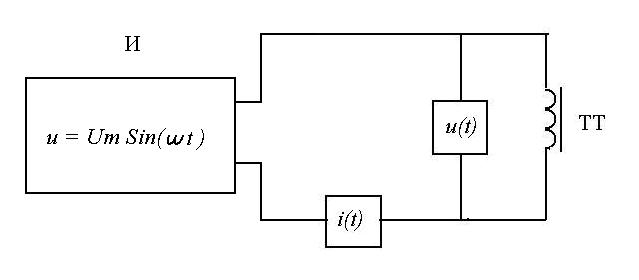 И
u = Um Sin(ωt)
u(t)
ТТ
i(t)